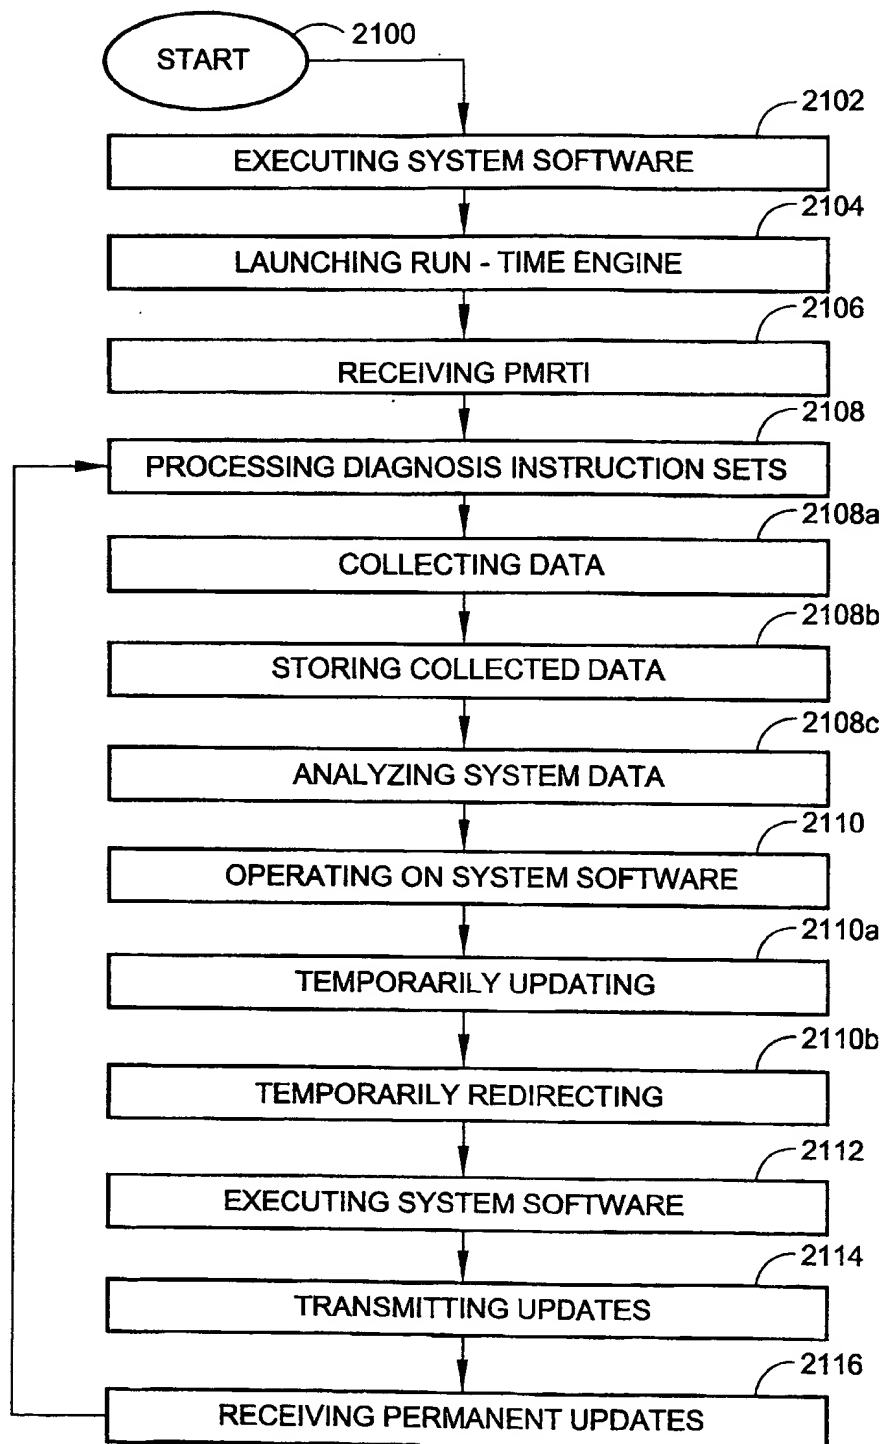 START
2100
2102
EXECUTING SYSTEM SOFTWARE
2104
LAUNCHING RUN - TIME ENGINE
2106
RECEIVING PMRTI
2108
PROCESSING DIAGNOSIS INSTRUCTION SETS
2108a
COLLECTING DATA
2108b
STORING COLLECTED DATA
2108c
ANALYZING SYSTEM DATA
2110
OPERATING ON SYSTEM SOFTWARE
2110a
TEMPORARILY UPDATING
2110b
TEMPORARILY REDIRECTING
2112
EXECUTING SYSTEM SOFTWARE
2114
TRANSMITTING UPDATES
2116
RECEIVING PERMANENT UPDATES